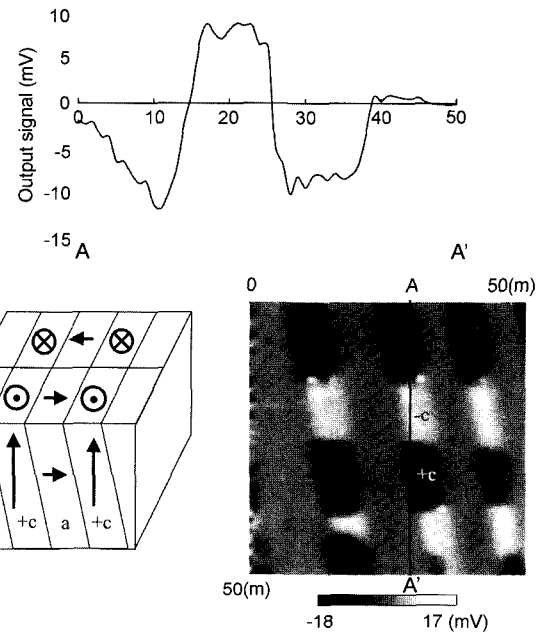 10
5
0
-5
-10
-15
Output signal (mV)
0 10 20 30 40 50
A A'
0 A 50(m)
-c
+c
+c a +c
50(m) A'
-18 17 (mV)